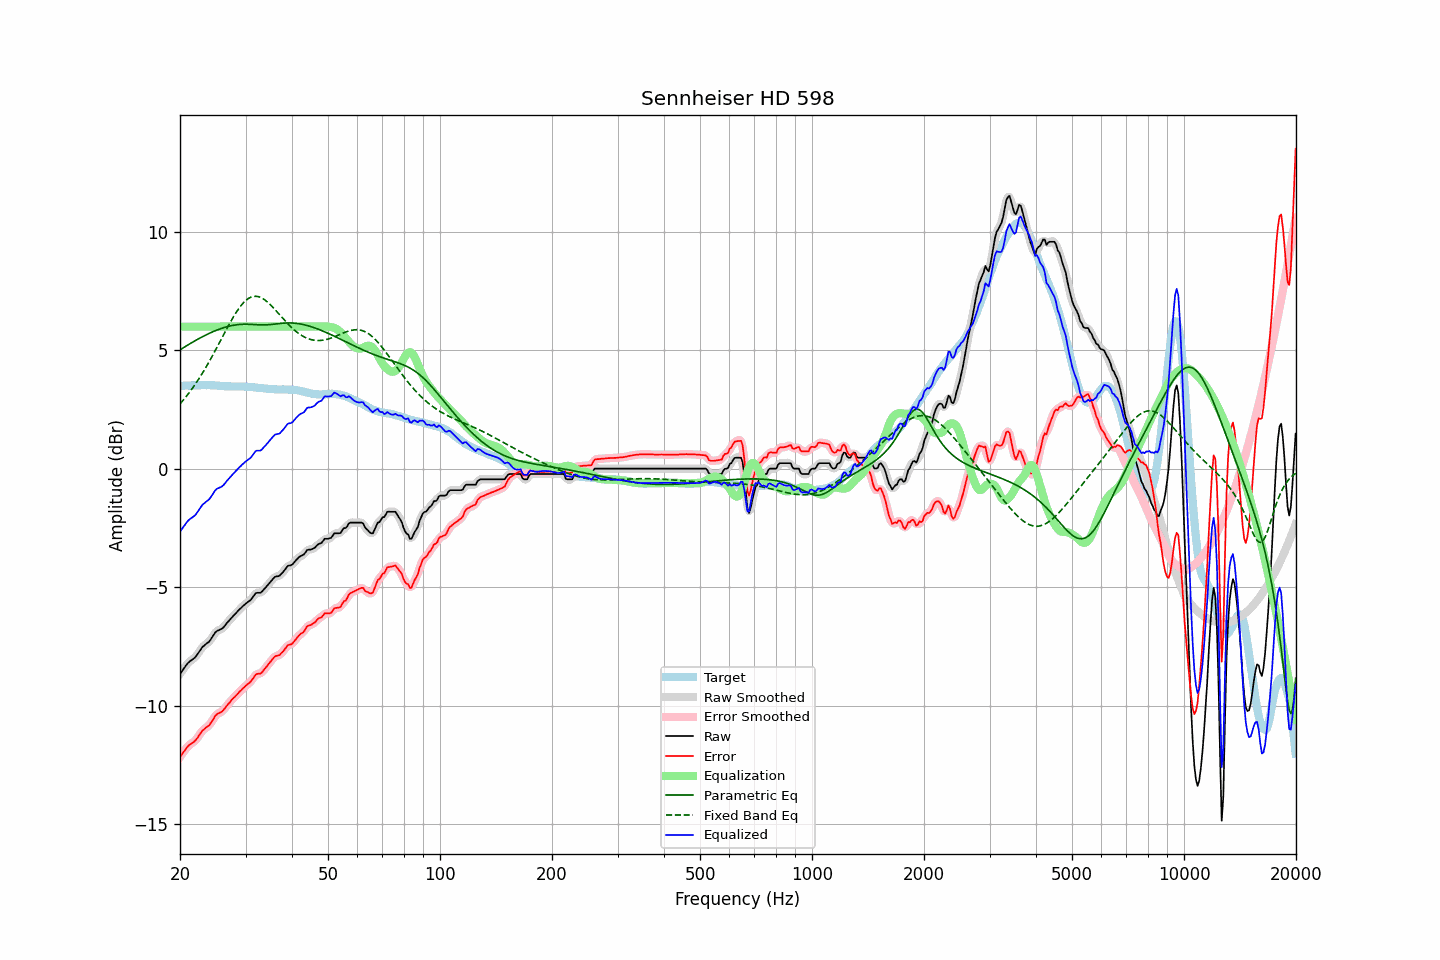 Sennheiser HD 598
Amplitude (dBr)
10
5
0
−5
−10
−15
Target
Raw Smoothed
Error Smoothed
Raw
Error
Equalization
Parametric Eq
Fixed Band Eq
Equalized
20 50 100 200 500 1000 2000 5000 10000 20000
Frequency (Hz)